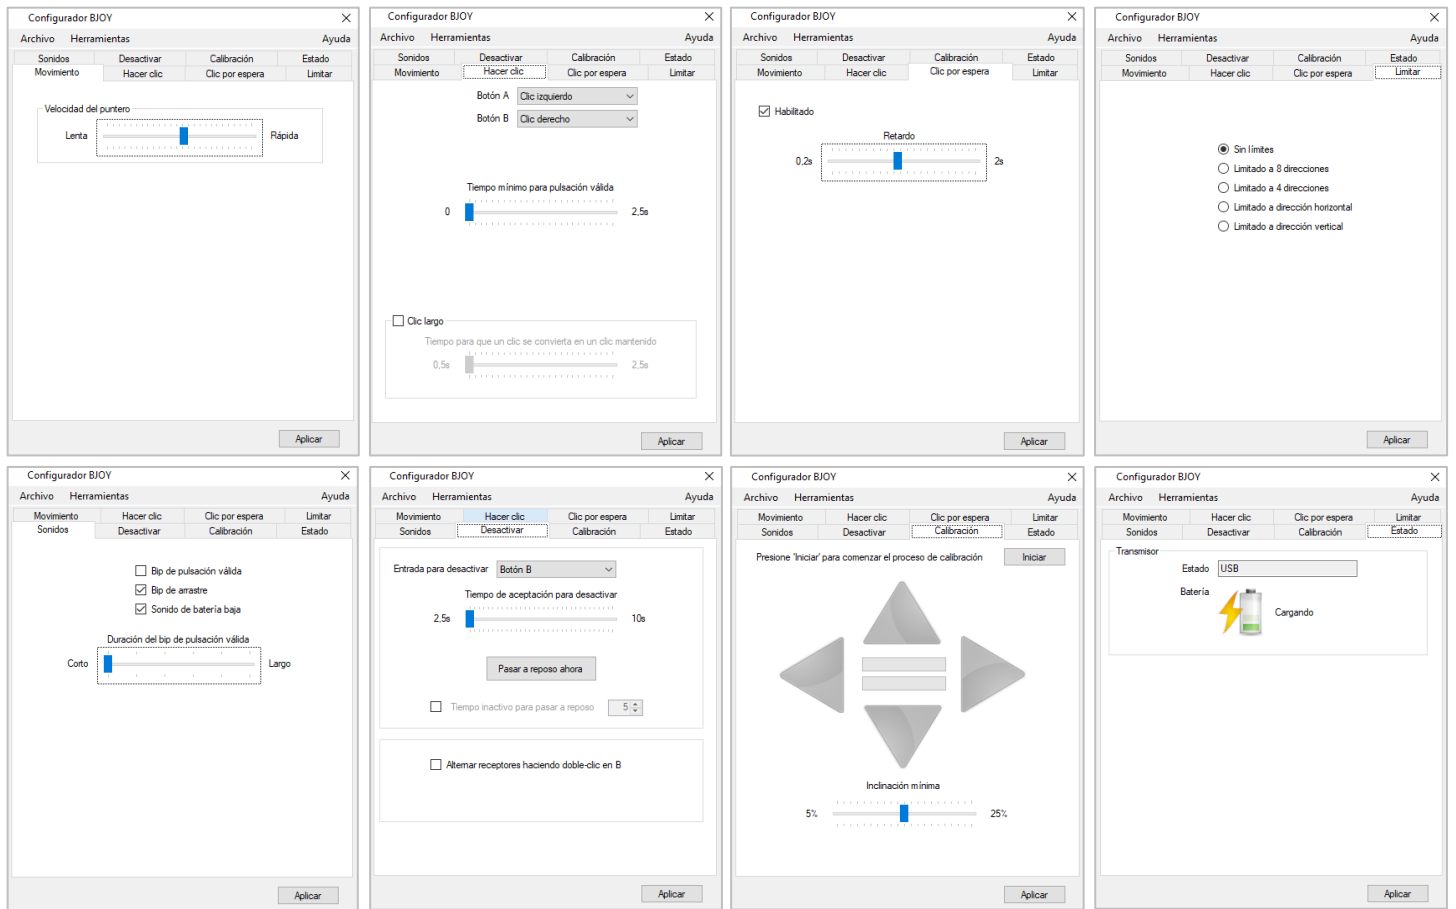 Configurador BJOY
Archivo Herramientas Ayuda
Sonidos Desactivar Calibración Estado
Movimiento Hacer clic Clic por espera Limitar
Velocidad del puntero
Lenta Rápida
Aplicar
Configurador BJOY
Archivo Herramientas Ayuda
Sonidos Desactivar Calibración Estado
Movimiento Hacer clic Clic por espera Limitar
Botón A Clic izquierdo
Botón B Clic derecho
Tiempo mínimo para pulsación válida
0 2,5s
Clic largo
Tiempo para que un clic se convierta en un clic mantenido
0,5s 2,5s
Aplicar
Configurador BJOY
Archivo Herramientas Ayuda
Sonidos Desactivar Calibración Estado
Movimiento Hacer clic Clic por espera Limitar
Habilitado
Retardo
0,2s 2s
Aplicar
Configurador BJOY
Archivo Herramientas Ayuda
Sonidos Desactivar Calibración Estado
Movimiento Hacer clic Clic por espera Limitar
Sin límites
Limitado a 8 direcciones
Limitado a 4 direcciones
Limitado a dirección horizontal
Limitado a dirección vertical
Aplicar
Configurador BJOY
Archivo Herramientas Ayuda
Movimiento Hacer clic Clic por espera Limitar
Sonidos Desactivar Calibración Estado
Bip de pulsación válida
Bip de arrastre
Sonido de batería baja
Duración del bip de pulsación válida
Corto Largo
Aplicar
Configurador BJOY
Archivo Herramientas Ayuda
Movimiento Hacer clic Clic por espera Limitar
Sonidos Desactivar Calibración Estado
Entrada para desactivar Botón B
Tiempo de aceptación para desactivar
2,5s 10s
Pasar a reposo ahora
Tiempo inactivo para pasar a reposo 5
Alternar receptores haciendo doble-clic en B
Aplicar
Configurador BJOY
Archivo Herramientas Ayuda
Movimiento Hacer clic Clic por espera Limitar
Sonidos Desactivar Calibración Estado
Presione 'Iniciar' para comenzar el proceso de calibración Iniciar
Inclinación mínima
5% 25%
Aplicar
Configurador BJOY
Archivo Herramientas Ayuda
Movimiento Hacer clic Clic por espera Limitar
Sonidos Desactivar Calibración Estado
Transmisor
Estado USB
Batería
Cargando
Aplicar